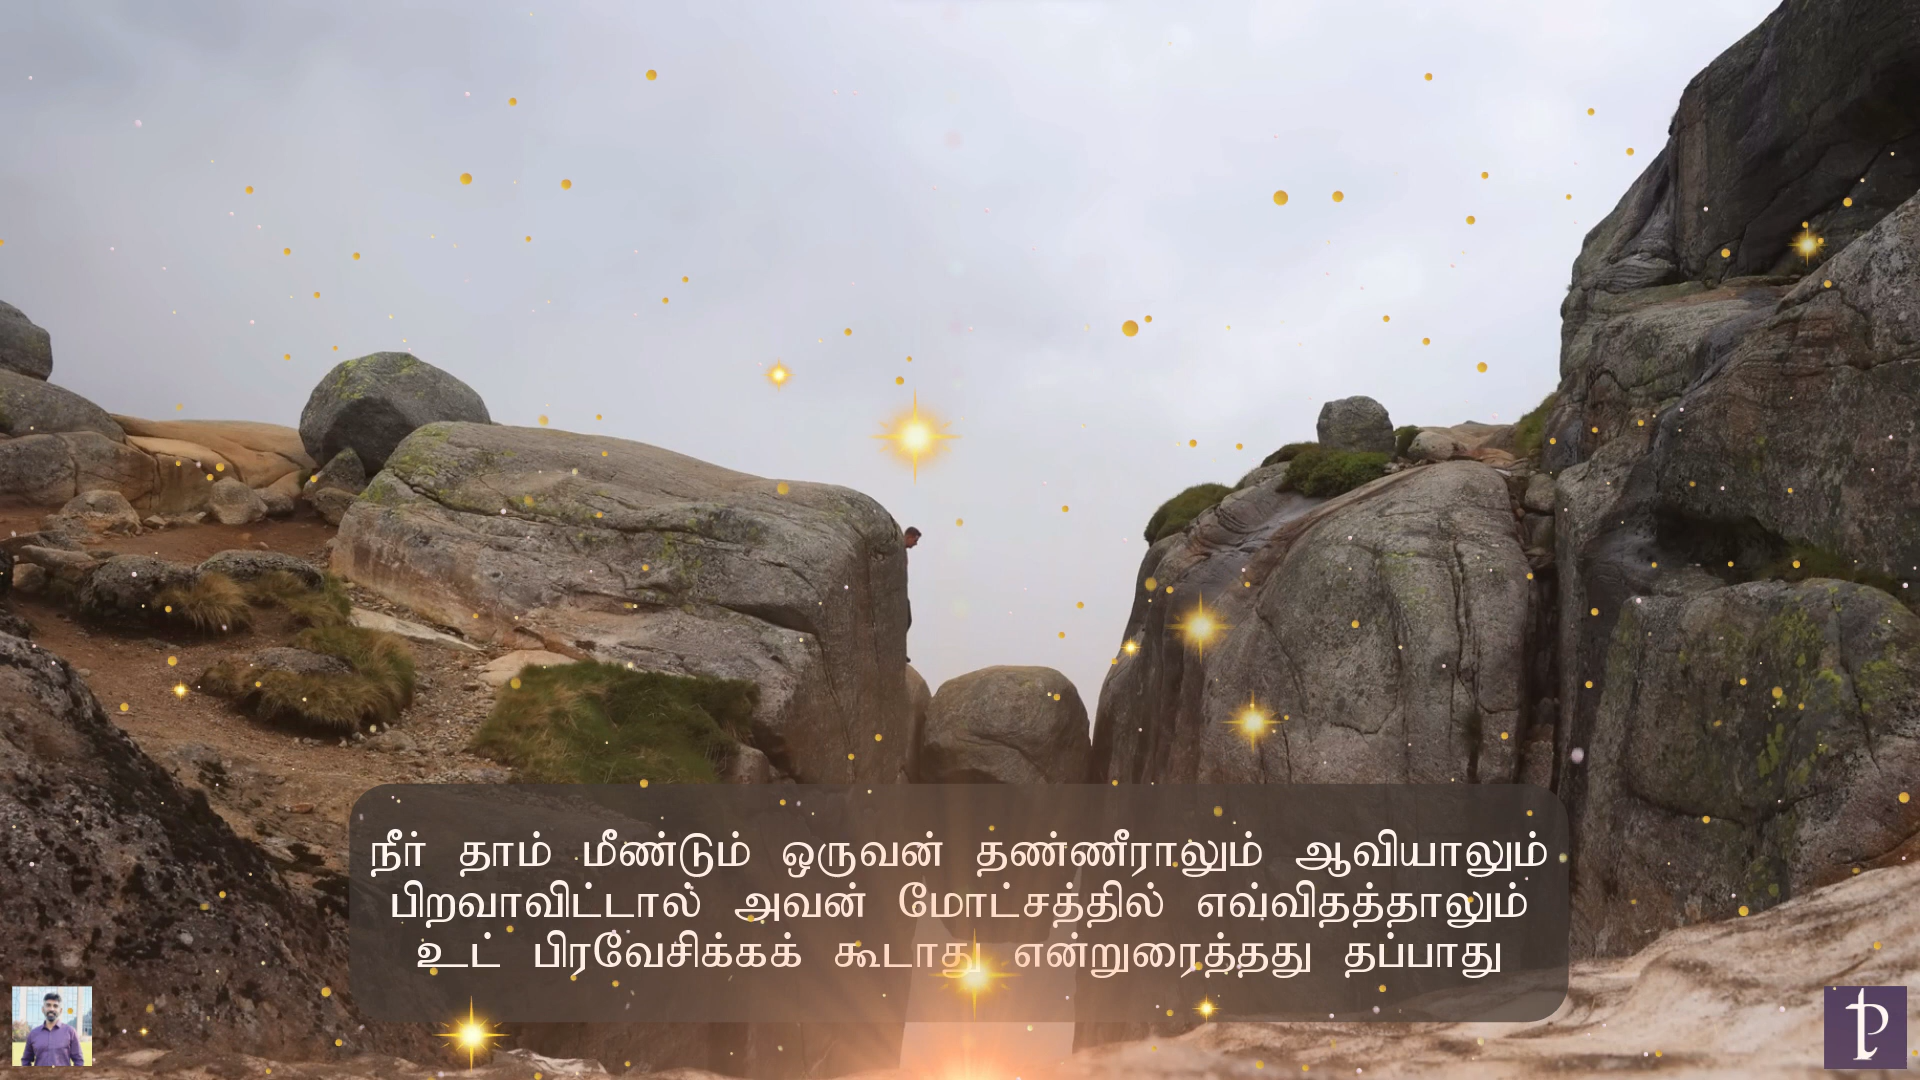 நீர் தாம் மீண்டும் ஒருவன் தண்ணீராலும் ஆவியாலும்
பிறவாவிட்டால் அவன் மோட்சத்தில் எவ்விதத்தாலும்
உட் பிரவேசிக்கக் கூடாது என்றுரைத்தது தப்பாது